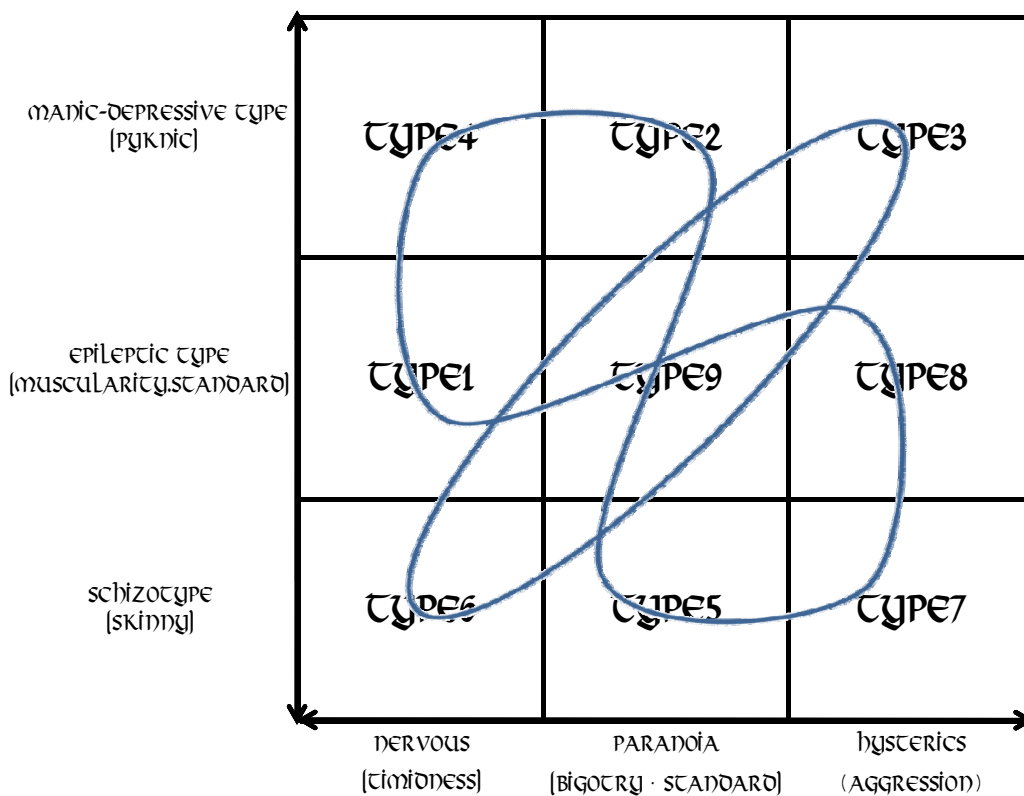 MANIC-DEPRESSIVE TYPE
(PYKNIC)
TYPE4
TYPE2
TYPE3
EPILEPTIC TYPE
(MUSCULARITY.STANDARD)
TYPE1
TYPE9
TYPE8
SCHIZOTYPE
(SKINNY)
TYPE6
TYPE5
TYPE7
NERVOUS
(TIMIDNESS)
PARANOIA
(BIGOTRY · STANDARD)
HYSTERICS
(AGGRESSION)